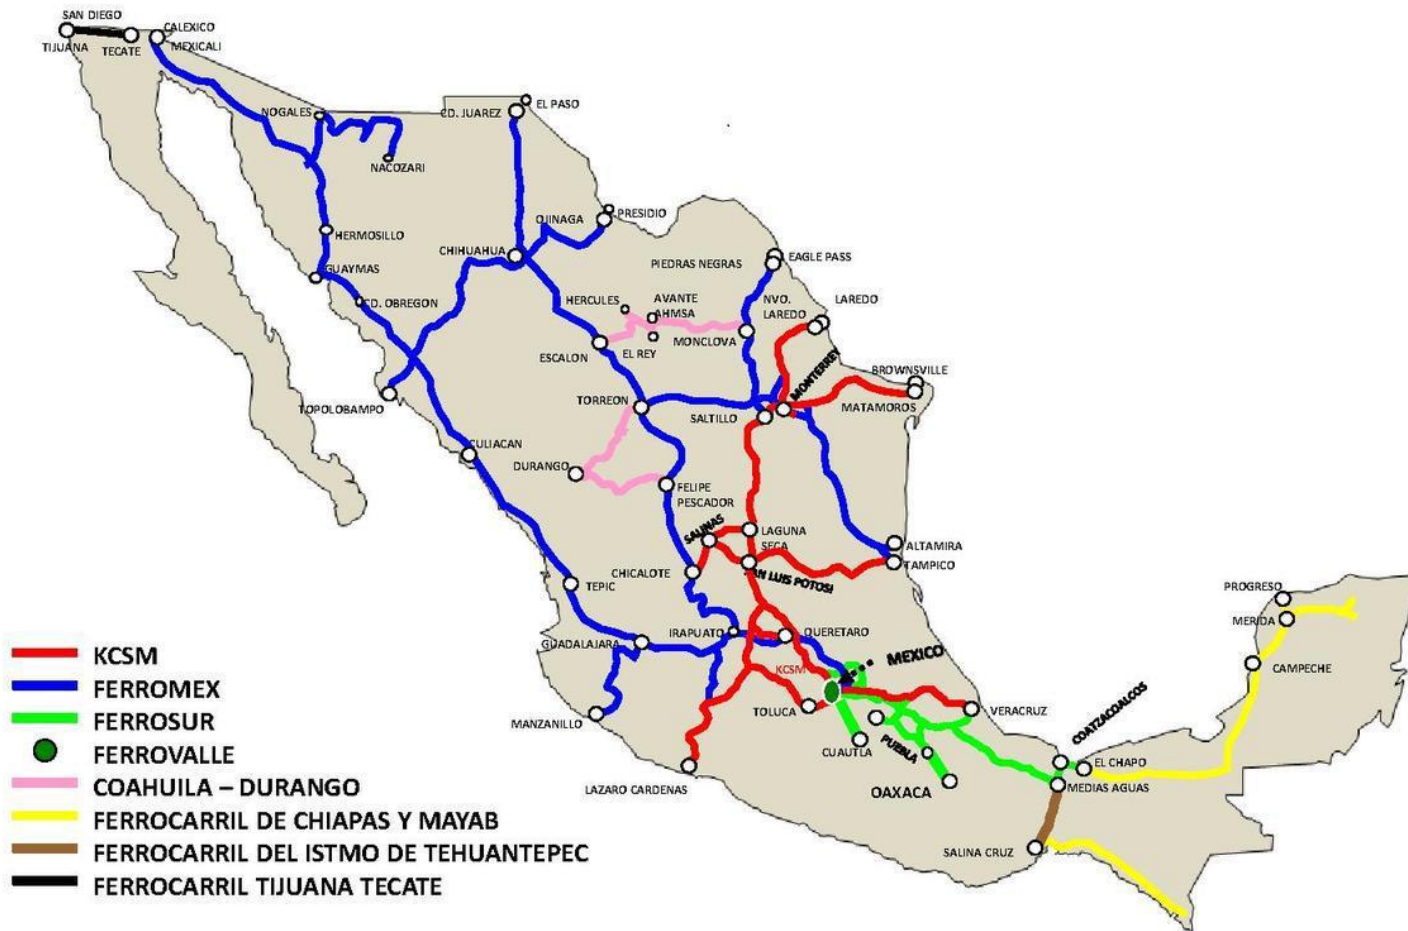 SAN DIEGO
TIJUANA
TECATE
CALEXICO
MEXICALI
NOGALES
NACOZARI
CD. JUAREZ
EL PASO
HERMOSILLO
GUAYMAS
CD. OBREGON
CHIHUAHUA
OJINAGA
PRESIDIO
PIEDRAS NEGRAS
EAGLE PASS
HERCULES
AVANTE
AHMSA
NVO.
LAREDO
LAREDO
ESCALON
EL REY
MONCLOVA
MONTERREY
BROWNSVILLE
MATAMOROS
TOPOLOBAMPO
TORREON
SALTILLO
CULIACAN
DURANGO
FELIPE
PESCADOR
SALINAS
LAGUNA
SECA
ALTAMIRA
TAMPICO
CHICALOTE
SAN LUIS POTOSI
TEPIC
PROGRESO
MERIDA
GUADALAJARA
IRAPUATO
QUERETARO
KCSM
MEXICO
CAMPECHE
MANZANILLO
TOLUCA
VERACRUZ
COATZACOALCOS
CUAUTLA
PUEBLA
EL CHAPO
LAZARO CARDENAS
OAXACA
MEDIAS AGUAS
SALINA CRUZ
KCSM
FERROMEX
FERROSUR
FERROVALLE
COAHUILA – DURANGO
FERROCARRIL DE CHIAPAS Y MAYAB
FERROCARRIL DEL ISTMO DE TEHUANTEPEC
FERROCARRIL TIJUANA TECATE